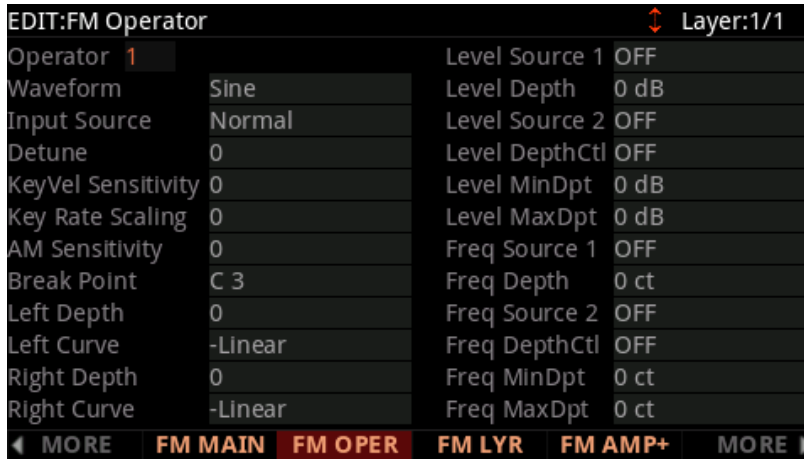 EDIT:FM Operator Layer:1/1
Operator 1 Level Source 1 OFF
Waveform Sine Level Depth 0 dB
Input Source Normal Level Source 2 OFF
Detune 0 Level DepthCtl OFF
KeyVel Sensitivity 0 Level MinDpt 0 dB
Key Rate Scaling 0 Level MaxDpt 0 dB
AM Sensitivity 0 Freq Source 1 OFF
Break Point C 3 Freq Depth 0 ct
Left Depth 0 Freq Source 2 OFF
Left Curve -Linear Freq DepthCtl OFF
Right Depth 0 Freq MinDpt 0 ct
Right Curve -Linear Freq MaxDpt 0 ct
MORE FM MAIN FM OPER FM LYR FM AMP+ MORE